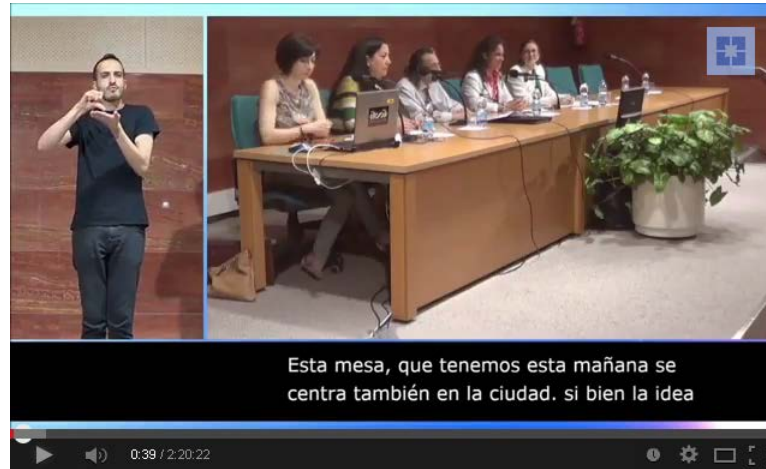 Esta mesa, que tenemos esta mañana se
centra también en la ciudad. si bien la idea
0:39 / 2:20:22